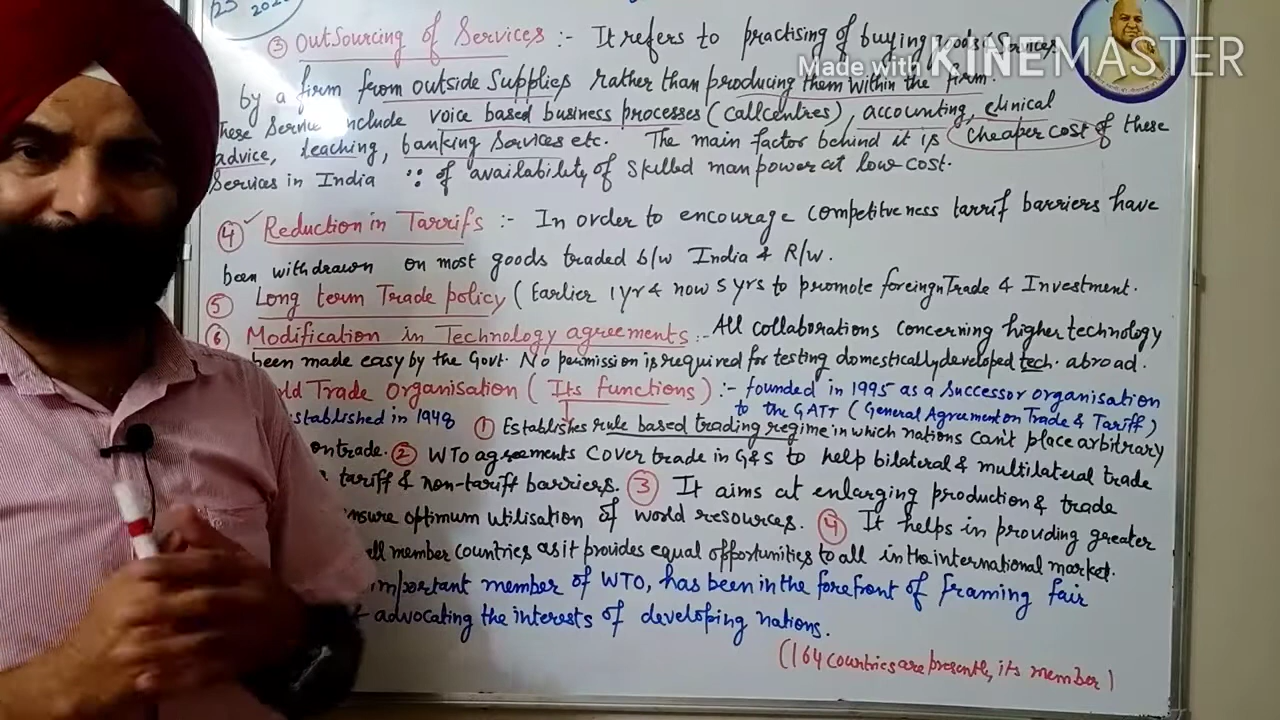 2020
③ Outsourcing of Services :- It refers to practising of buying goods/Services
Made with KINEMASTER
by a firm from outside Supplies rather than producing them within the firm.
These Service include voice based business processes (Callcentres), accounting, clinical
advice, teaching, banking Services etc. The main factor behind it is cheaper cost of these
Services in India ∵ of availability of Skilled manpower at low cost.
④ ✓ Reduction in Tarrifs :- In order to encourage competitveness tarrif barriers have
been withdrawn on most goods traded b/w India & R/w.
⑤ Long term Trade policy (Earlier 1yr & now 5 yrs to promote foreingn Trade & Investment.
⑥ Modification in Technology agreements :- All collaborations concerning higher technology
been made easy by the Govt. No permission is required for testing domestically developed tech. abroad.
ld Trade Organisation (Its functions) :- founded in 1995 as a Successor organisation
to the GATT (General Agreement on Trade & Tariff)
stablished in 1948 ① Establishes rule based trading regime in which nations can't place arbitrary
on trade. ② WTO agreements Cover trade in G&S to help bilateral & multilateral trade
tariff & non-tariff barriers. ③ It aims at enlarging production & trade
nsure optimum utilisation of world resources. ④ It helps in providing greater
ll member countries as it provides equal opportunities to all in the international market.
important member of WTO, has been in the forefront of framing fair
advocating the interests of developing nations.
(164 countries are presently its member)